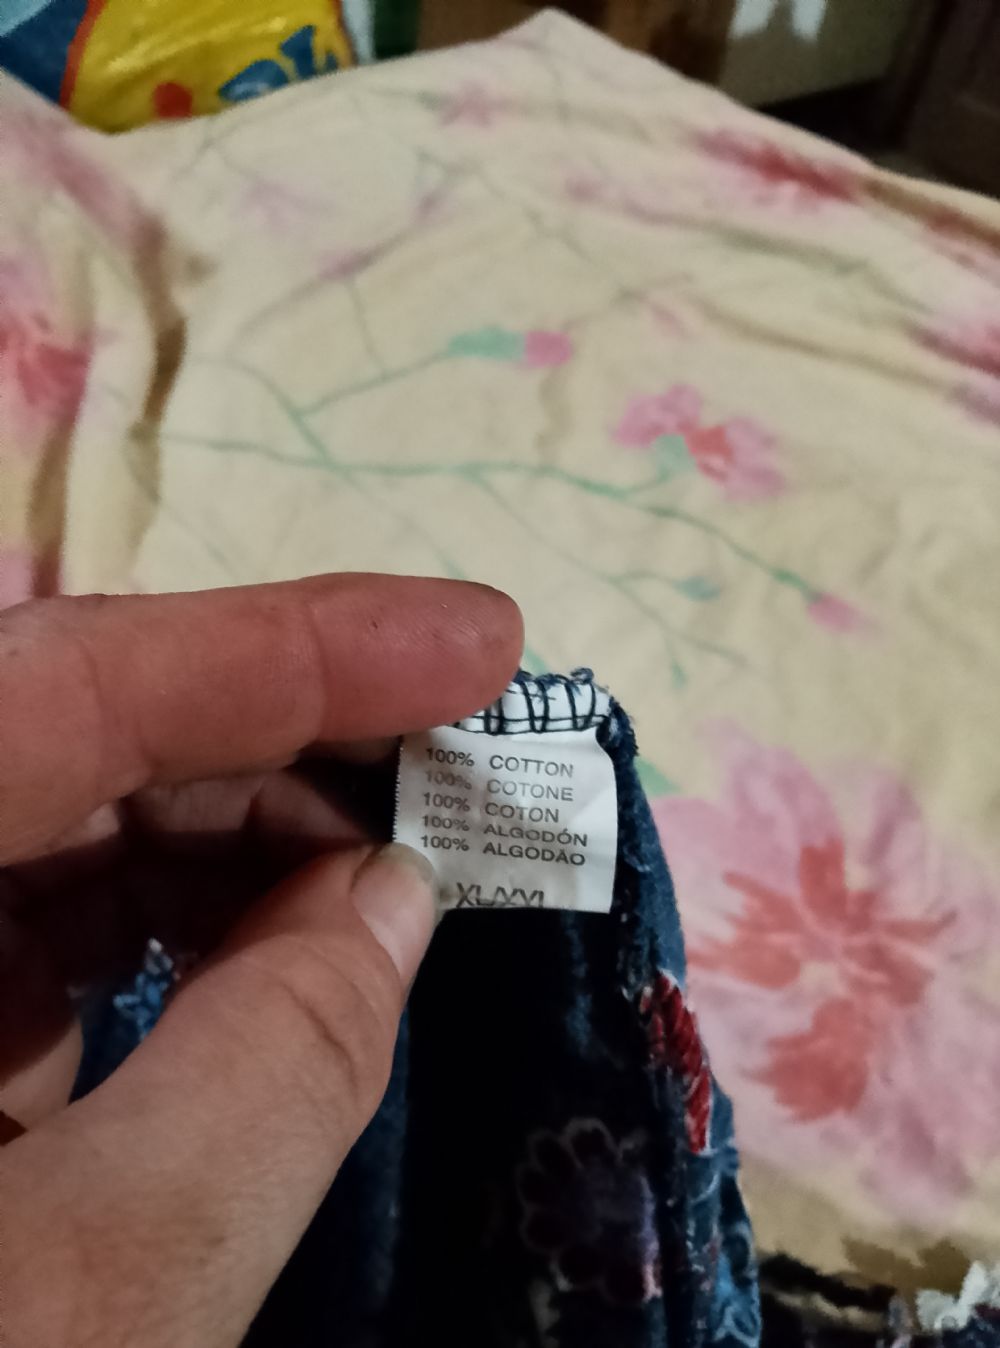 100% COTTON
100% COTONE
100% COTON
100% ALGODÓN
100% ALGODÃO